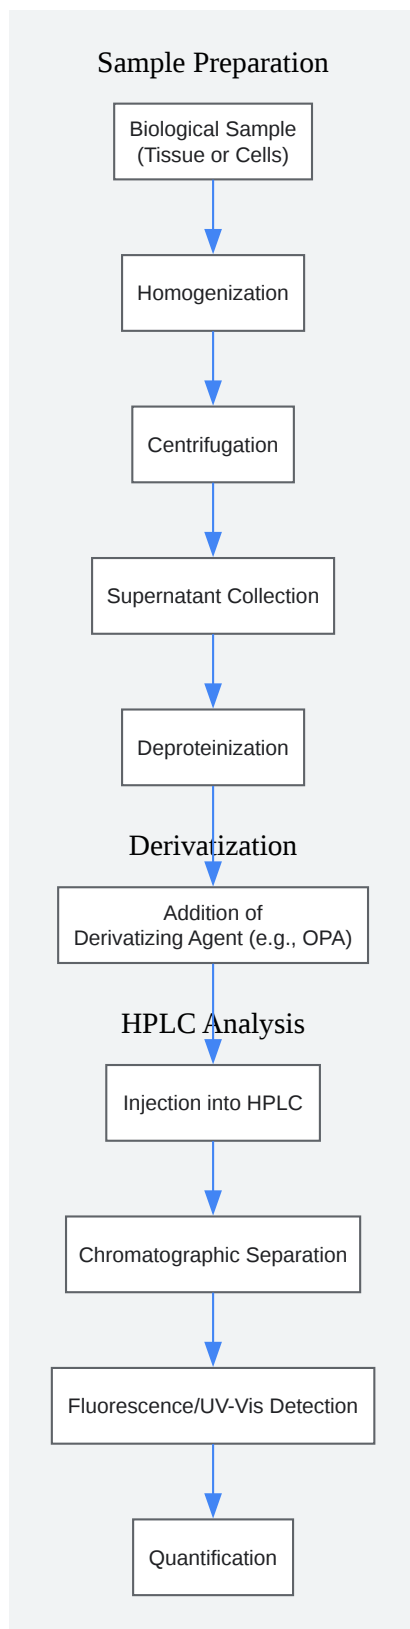 Sample Preparation
Biological Sample
(Tissue or Cells)
Homogenization
Centrifugation
Supernatant Collection
Deproteinization
Derivatization
Addition of
Derivatizing Agent (e.g., OPA)
HPLC Analysis
Injection into HPLC
Chromatographic Separation
Fluorescence/UV-Vis Detection
Quantification